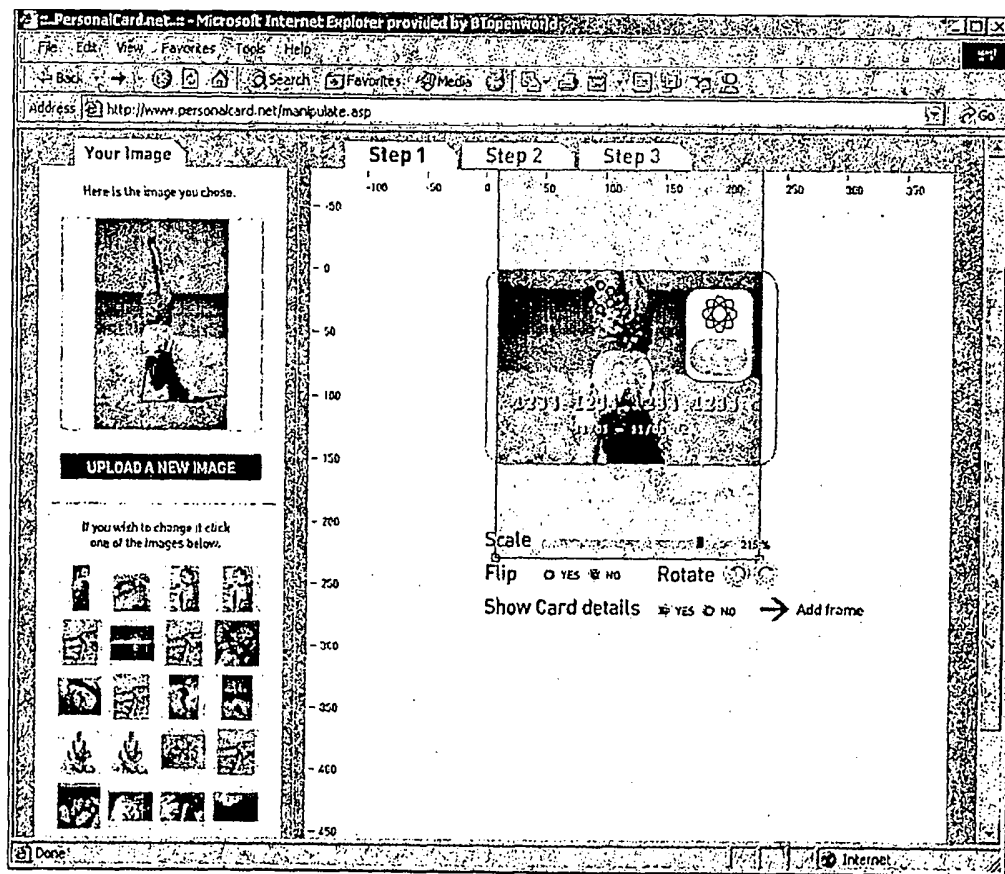 ::..PersonalCard.net..:: - Microsoft Internet Explorer provided by BTopenworld
File Edit View Favorites Tools Help
Back Search Favorites Media
Address http://www.personalcard.net/manipulate.asp Go
Your Image Step 1 Step 2 Step 3
Here is the image you chose.
-100 -50 0 50 100 150 200 250 300 350
-50
0
50
100
150
200
250
300
350
400
450
UPLOAD A NEW IMAGE
If you wish to change it click
one of the images below.
Scale 215 %
Flip YES NO Rotate
Show Card details YES NO Add frame
Done Internet